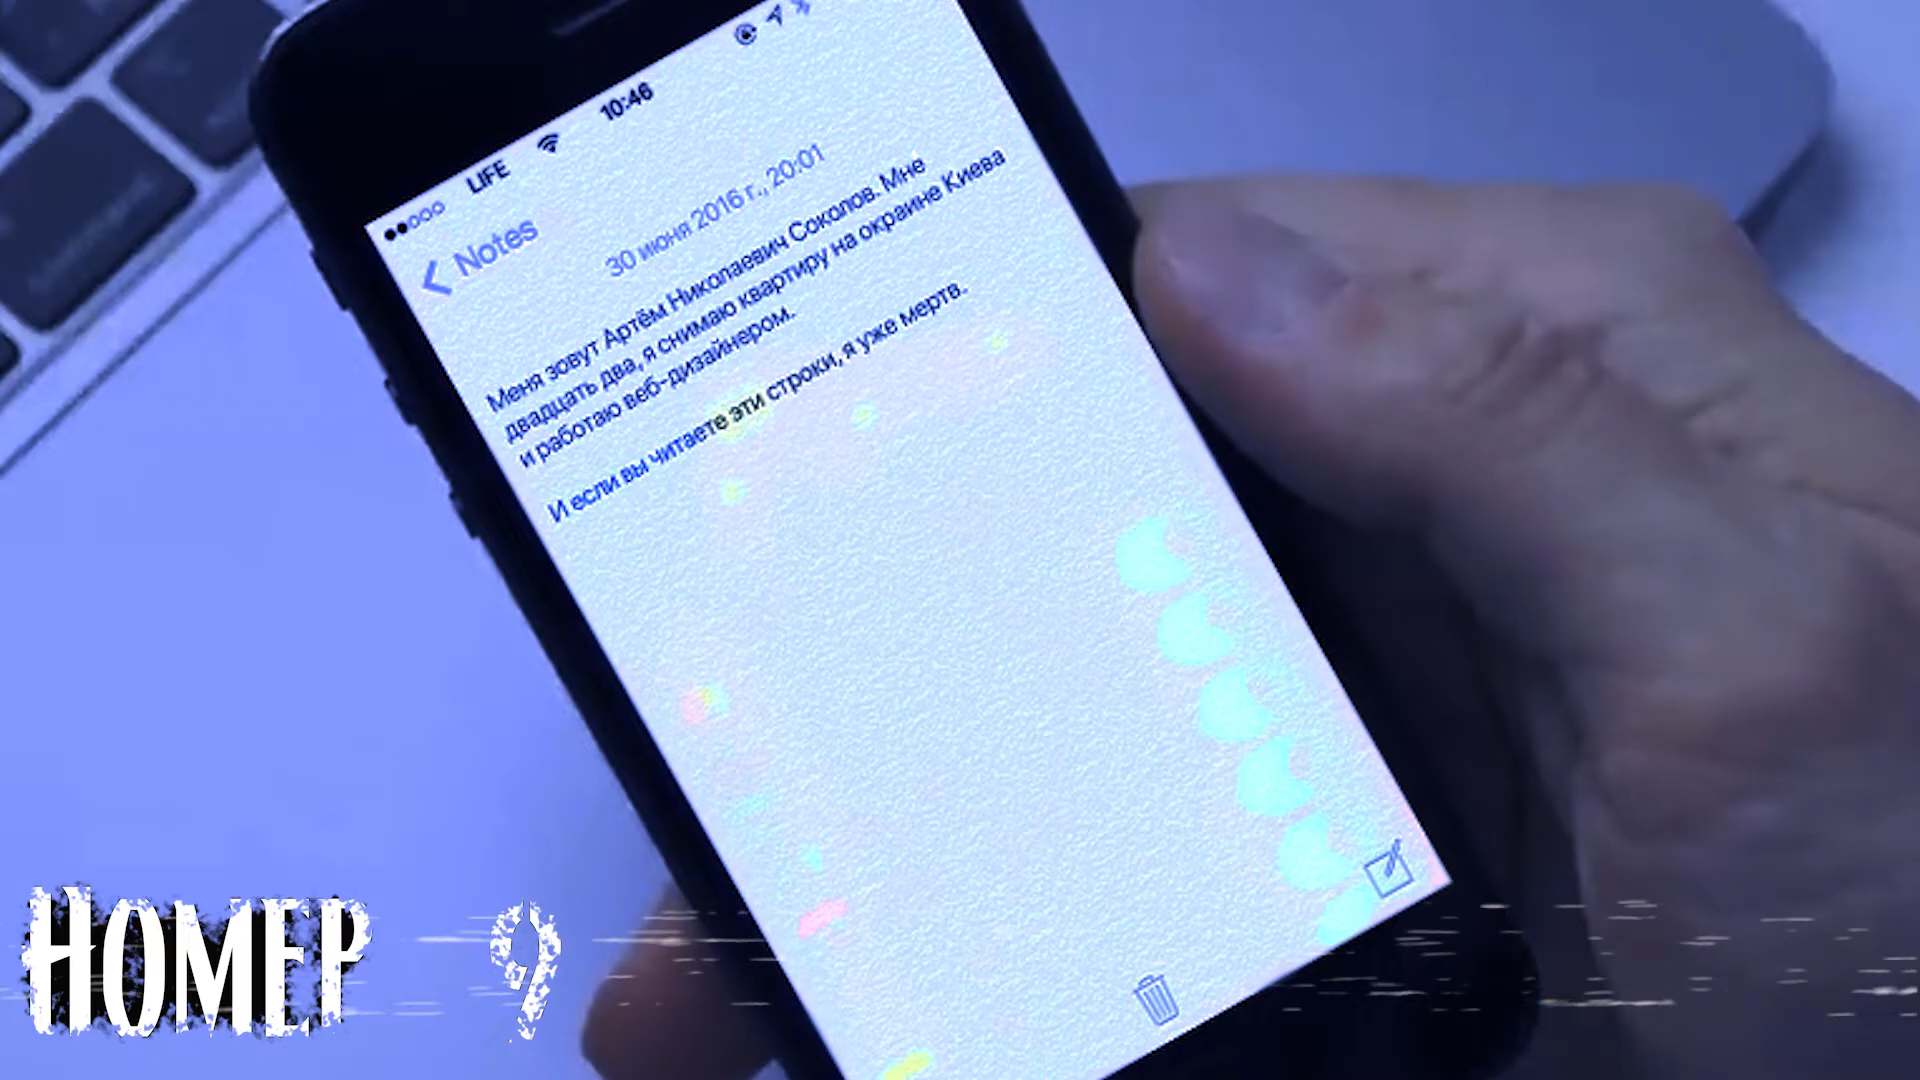 10:46
LIFE
Notes
30 июня 2016 г., 20:01
Меня зовут Артём Николаевич Соколов. Мне
двадцать два, я снимаю квартиру на окраине Киева
и работаю веб-дизайнером.
И если вы читаете эти строки, я уже мертв.
Номер 9